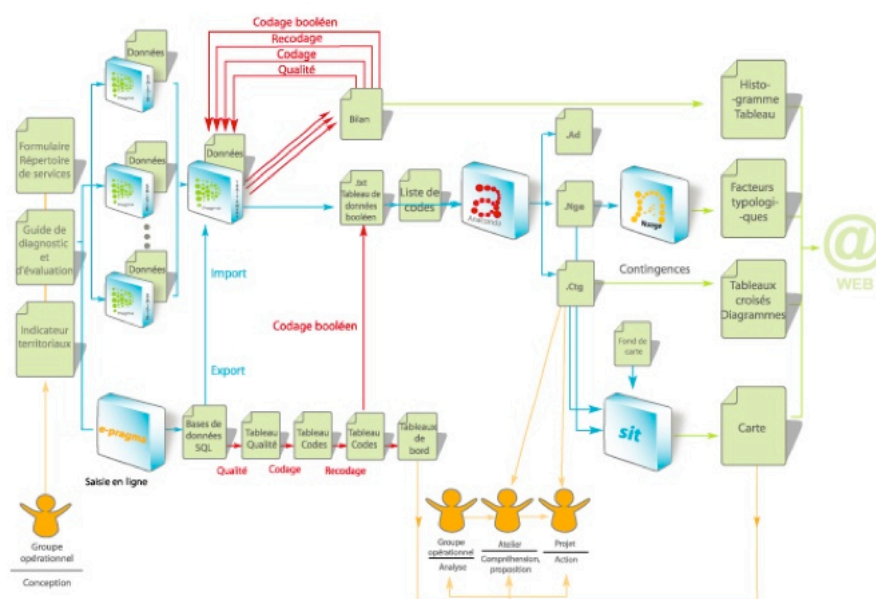 Codage booléen
Recodage
Codage
Qualité
Données
Données
Données
Données
Formulaire
Répertoire
de services
Guide de
diagnostic
et
d'évaluation
Indicateur
territoriaux
Bilan
.txt
Tableau de
données
booléen
Liste de
codes
Anaconda
.Ad
.Nge
.Ctg
Nuage
Contingences
Histo-
-gramme
Tableau
Facteurs
typologi-
-ques
Tableaux
croisés
Diagrammes
@
WEB
Import
Export
Codage booléen
Fond de
carte
sit
Carte
e-pragma
Saisie en ligne
Bases de
données
SQL
Tableau
Qualité
Tableau
Codes
Tableau
Codes
Tableaux
de
bord
Qualité
Codage
Recodage
Groupe
opérationnel
Conception
Groupe
opérationnel
Analyse
Atelier
Compréhension,
proposition
Projet
Action